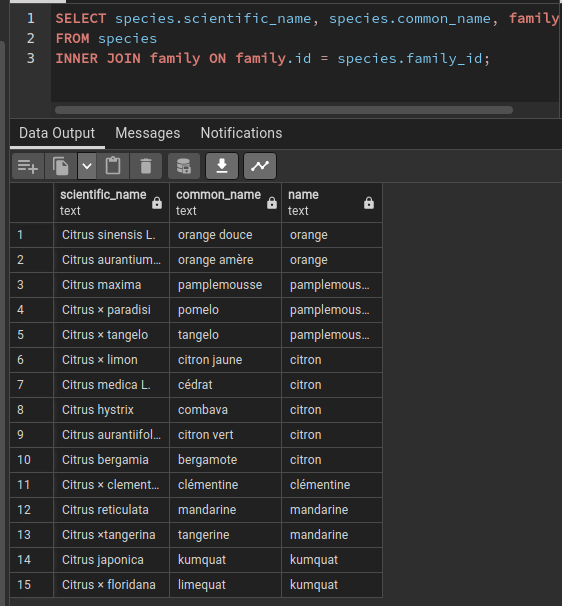 1 SELECT species.scientific_name, species.common_name, family
2 FROM species
3 INNER JOIN family ON family.id = species.family_id;
Data Output Messages Notifications
scientific_name common_name name
text text text
1 Citrus sinensis L. orange douce orange
2 Citrus aurantium... orange amère orange
3 Citrus maxima pamplemousse pamplemous...
4 Citrus × paradisi pomelo pamplemous...
5 Citrus × tangelo tangelo pamplemous...
6 Citrus × limon citron jaune citron
7 Citrus medica L. cédrat citron
8 Citrus hystrix combava citron
9 Citrus aurantiifol... citron vert citron
10 Citrus bergamia bergamote citron
11 Citrus × clement... clémentine clémentine
12 Citrus reticulata mandarine mandarine
13 Citrus ×tangerina tangerine mandarine
14 Citrus japonica kumquat kumquat
15 Citrus × floridana limequat kumquat